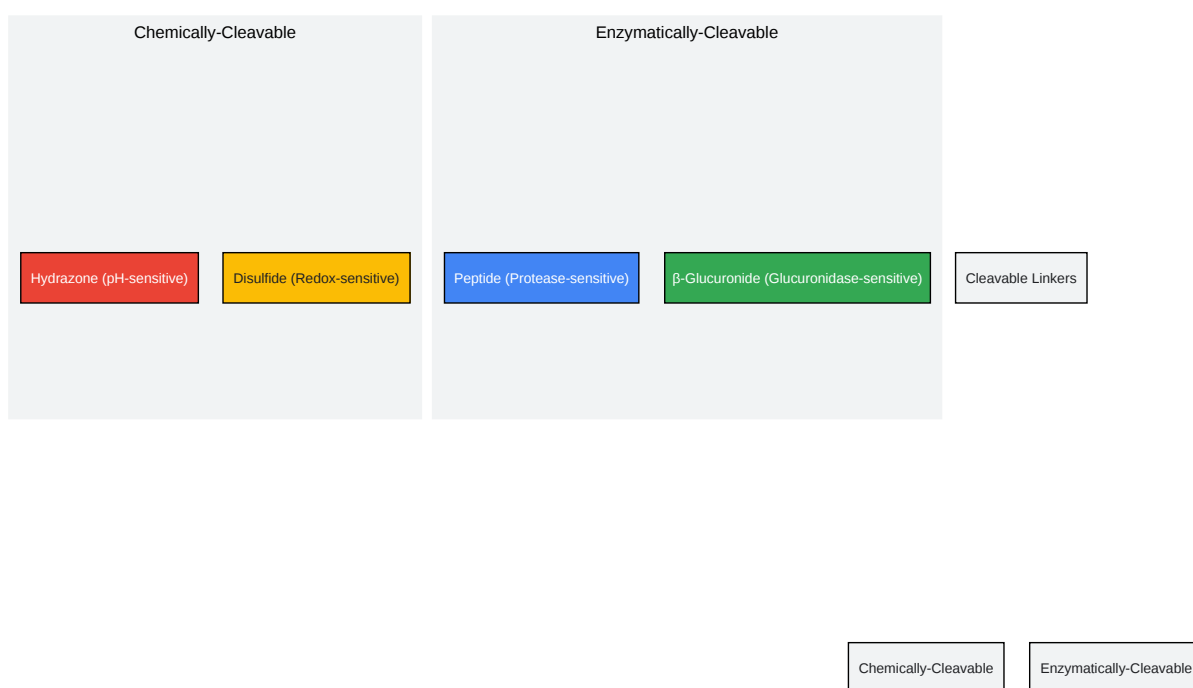 Chemically-Cleavable
Enzymatically-Cleavable
Hydrazone (pH-sensitive)
Disulfide (Redox-sensitive)
Peptide (Protease-sensitive)
β-Glucuronide (Glucuronidase-sensitive)
Cleavable Linkers
Chemically-Cleavable
Enzymatically-Cleavable